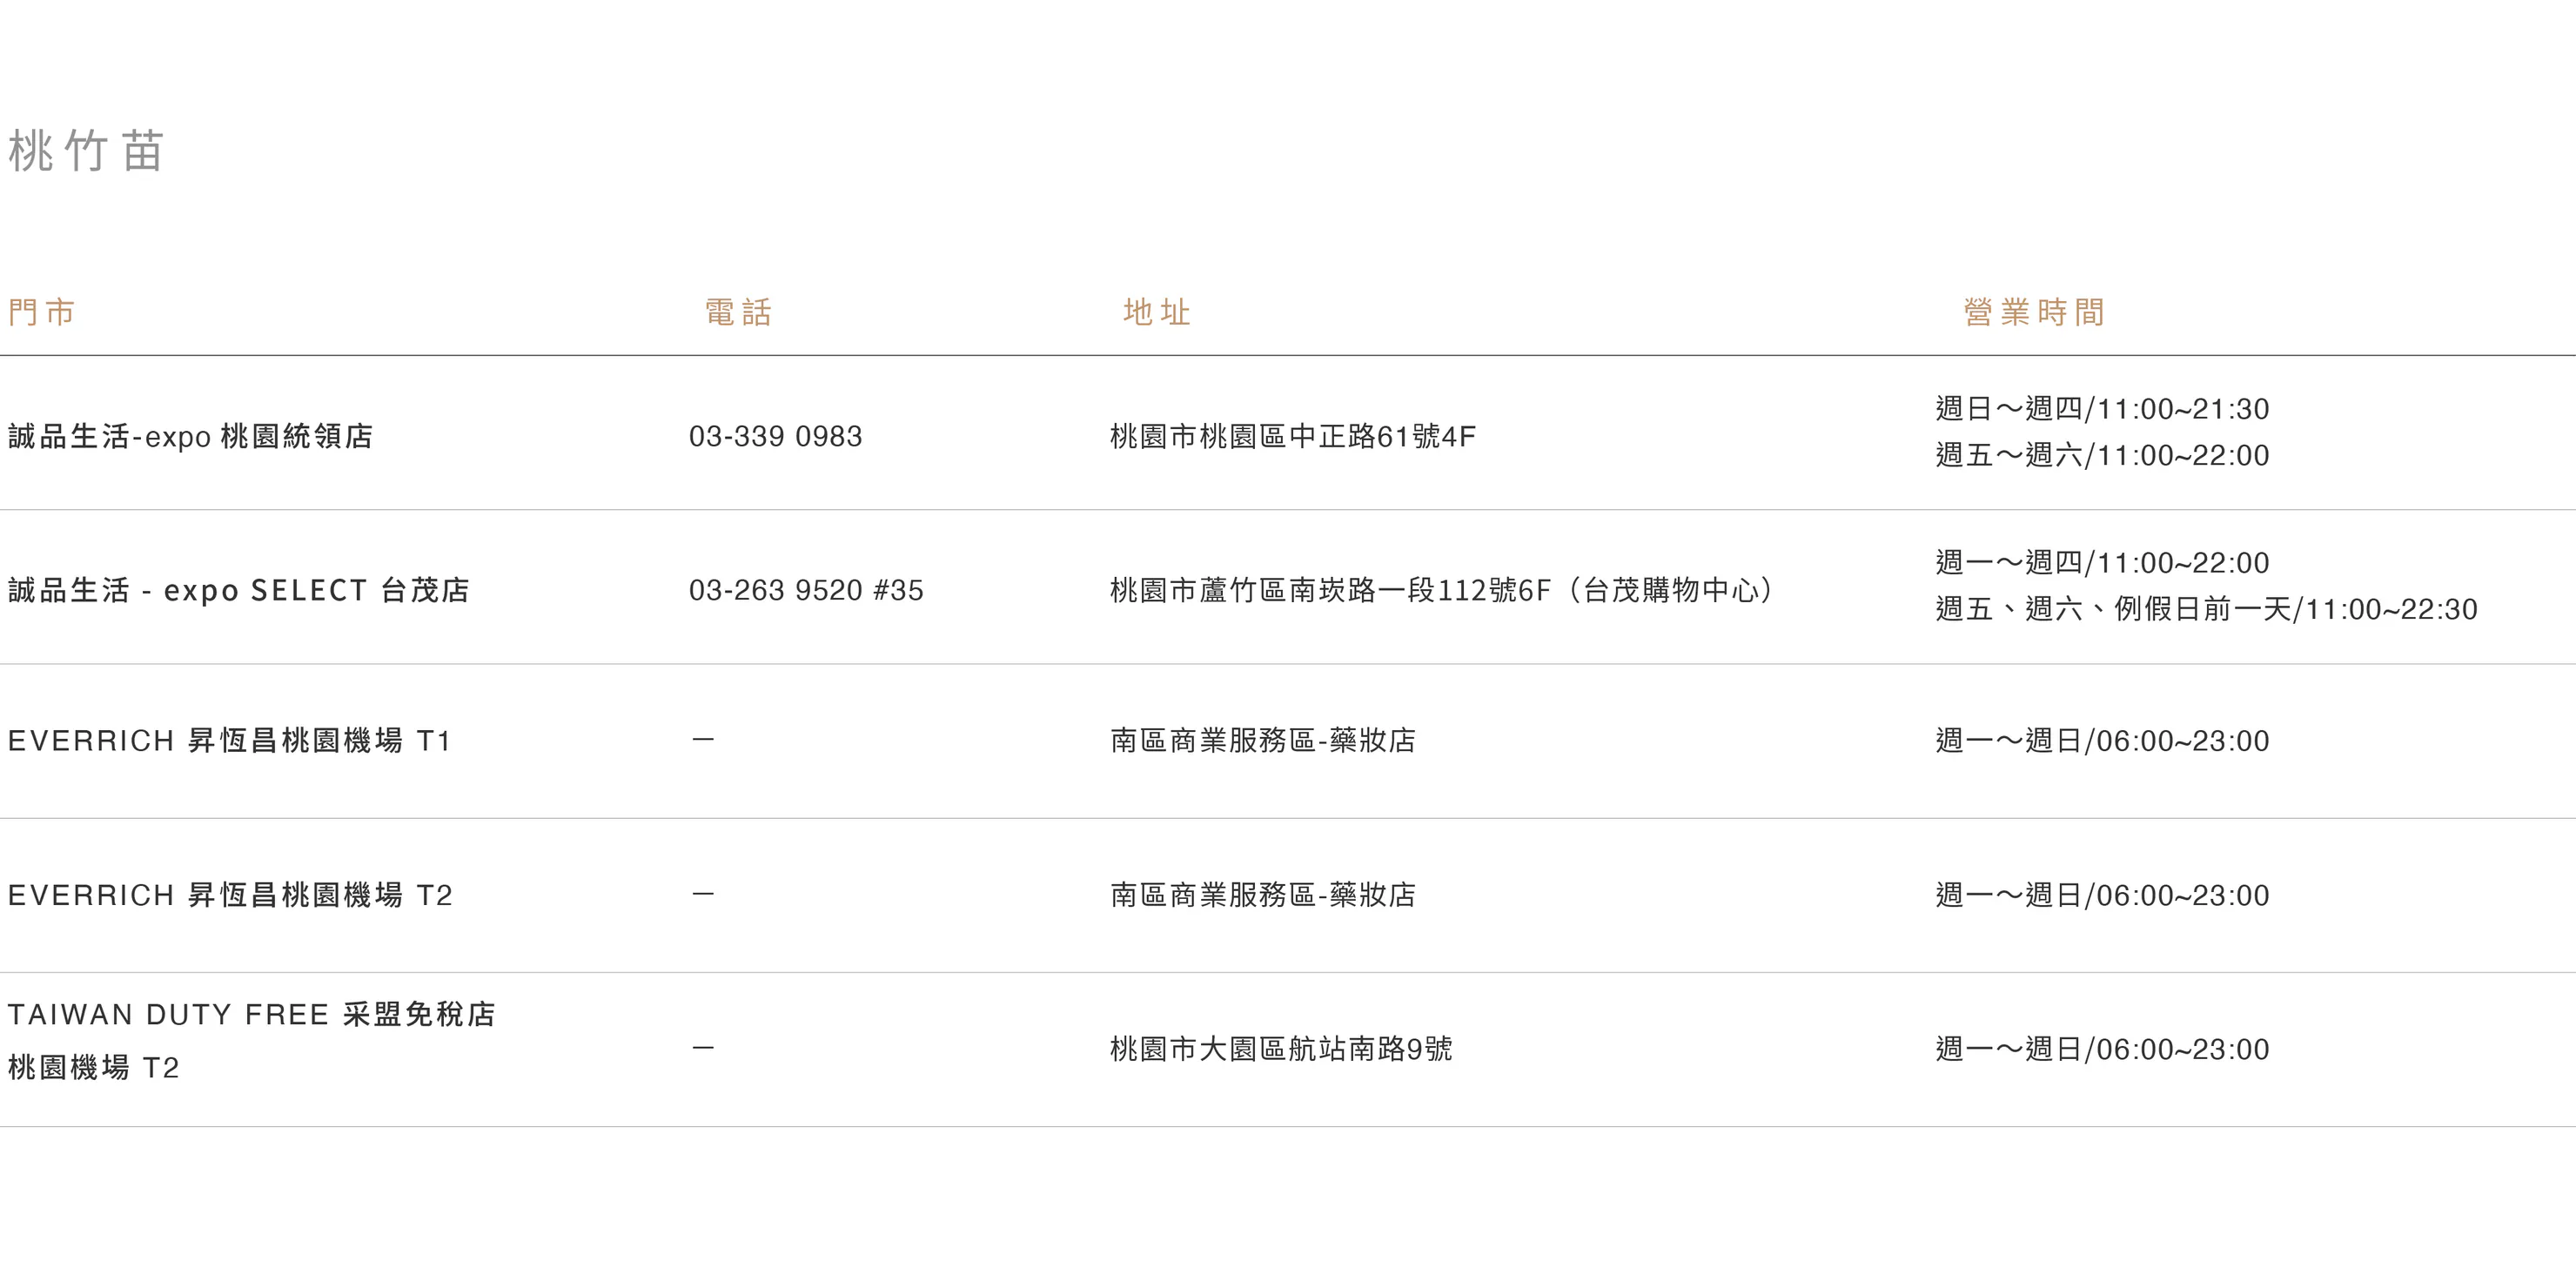 桃竹苗
門市 電話 地址 營業時間
誠品生活-expo 桃園統領店 03-339 0983 桃園市桃園區中正路61號4F 週日～週四/11:00~21:30
週五～週六/11:00~22:00
誠品生活 - expo SELECT 台茂店 03-263 9520 #35 桃園市蘆竹區南崁路一段112號6F（台茂購物中心） 週一～週四/11:00~22:00
週五、週六、例假日前一天/11:00~22:30
EVERRICH 昇恆昌桃園機場 T1 — 南區商業服務區-藥妝店 週一～週日/06:00~23:00
EVERRICH 昇恆昌桃園機場 T2 — 南區商業服務區-藥妝店 週一～週日/06:00~23:00
TAIWAN DUTY FREE 采盟免稅店
桃園機場 T2 — 桃園市大園區航站南路9號 週一～週日/06:00~23:00